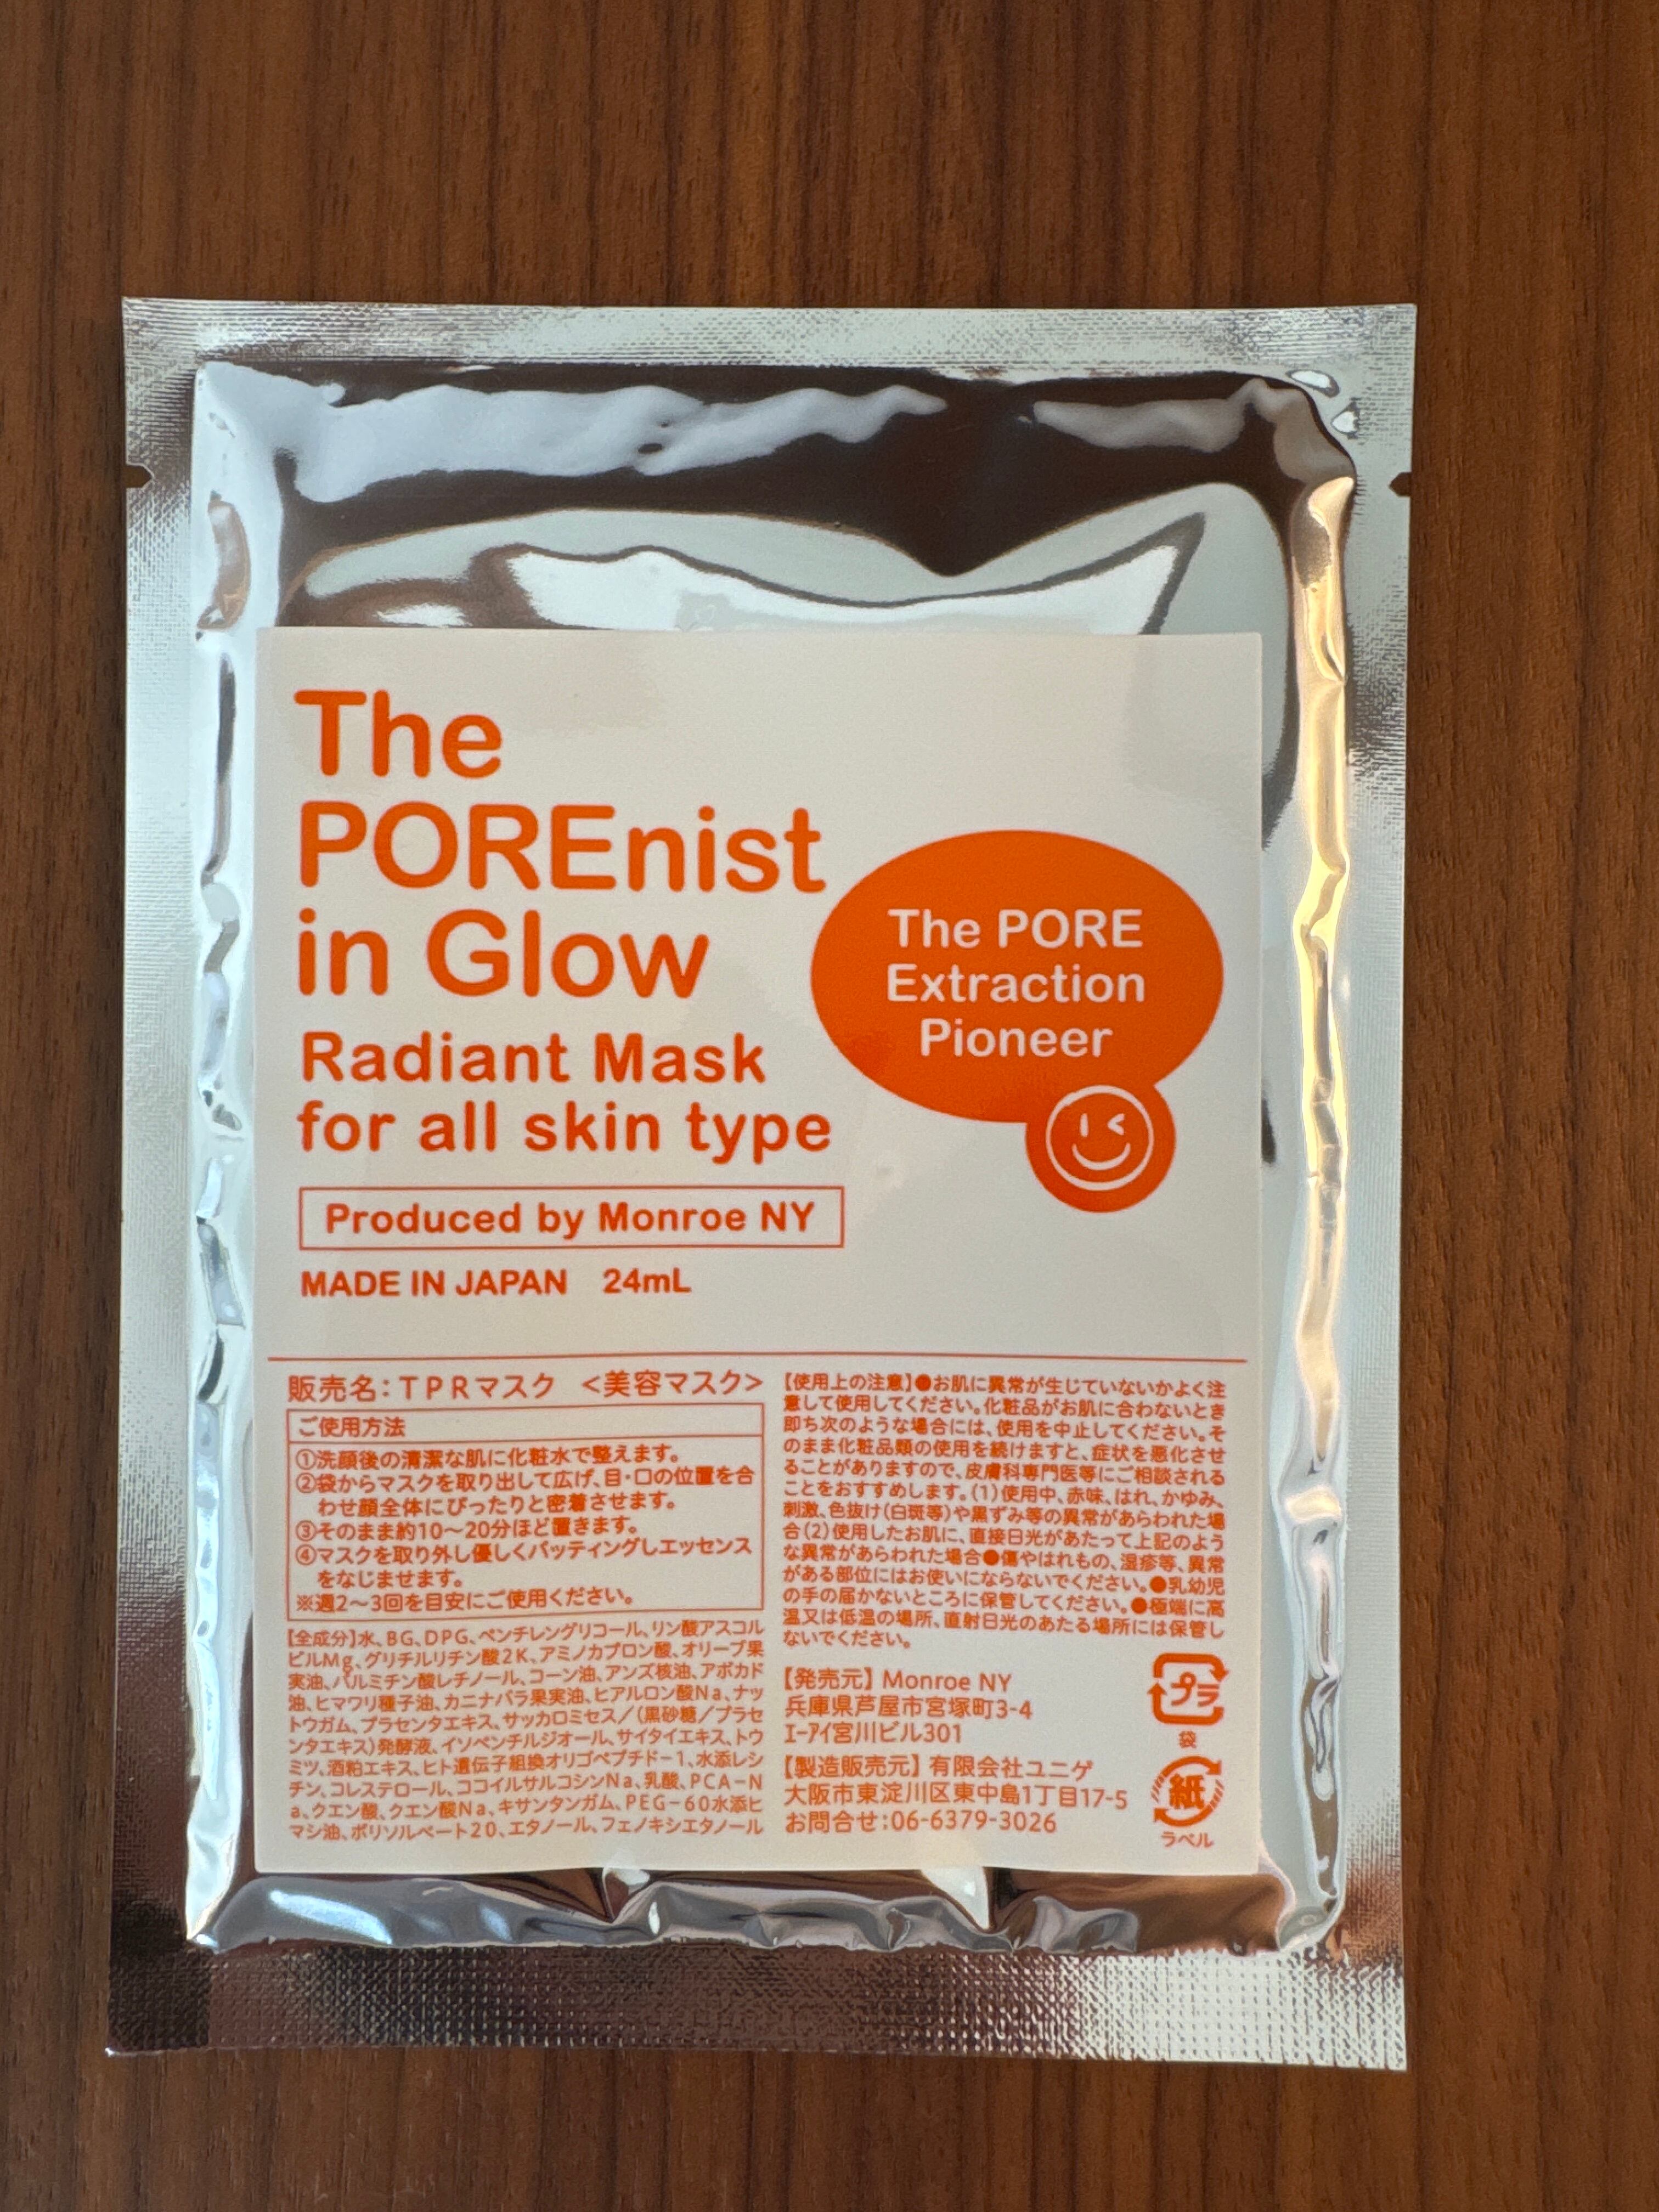 The
POREnist
in Glow
Radiant Mask
for all skin type
The PORE
Extraction
Pioneer
Produced by Monroe NY
MADE IN JAPAN 24mL
販売名:TPRマスク <美容マスク>
ご使用方法
①洗顔後の清潔な肌に化粧水で整えます。
②袋からマスクを取り出して広げ、目・口の位置を合
わせ顔全体にぴったりと密着させます。
③そのまま約10〜20分ほど置きます。
④マスクを取り外し優しくパッティングしエッセンス
をなじませます。
※週2〜3回を目安にご使用ください。
【全成分】水、BG、DPG、ペンチレングリコール、リン酸アスコル
ビルMg、グリチルリチン酸2K、アミノカプロン酸、オリーブ果
実油、パルミチン酸レチノール、コーン油、アンズ核油、アボカド
油、ヒマワリ種子油、カニナバラ果実油、ヒアルロン酸Na、ナッ
トウガム、プラセンタエキス、サッカロミセス/(黒砂糖/プラセ
ンタエキス)発酵液、イソペンチルジオール、サイタイエキス、トウ
ミツ、酒粕エキス、ヒト遺伝子組換オリゴペプチド-1、水添レシ
チン、コレステロール、ココイルサルコシンNa、乳酸、PCA-N
a、クエン酸、クエン酸Na、キサンタンガム、PEG-60水添ヒ
マシ油、ポリソルベート20、エタノール、フェノキシエタノール
【使用上の注意】●お肌に異常が生じていないかよく注
意して使用してください。化粧品がお肌に合わないとき
即ち次のような場合には、使用を中止してください。そ
のまま化粧品類の使用を続けますと、症状を悪化させ
ることがありますので、皮膚科専門医等にご相談される
ことをおすすめします。(1)使用中、赤味、はれ、かゆみ、
刺激、色抜け(白斑等)や黒ずみ等の異常があらわれた場
合(2)使用したお肌に、直接日光があたって上記のよう
な異常があらわれた場合●傷やはれもの、湿疹等、異常
がある部位にはお使いにならないでください。●乳幼児
の手の届かないところに保管してください。●極端に高
温又は低温の場所、直射日光のあたる場所には保管し
ないでください。
【発売元】Monroe NY
兵庫県芦屋市宮塚町3-4
エーアイ宮川ビル301
【製造販売元】有限会社ユニゲ
大阪市東淀川区東中島1丁目17-5
お問合せ:06-6379-3026
プラ
袋
紙
ラベル